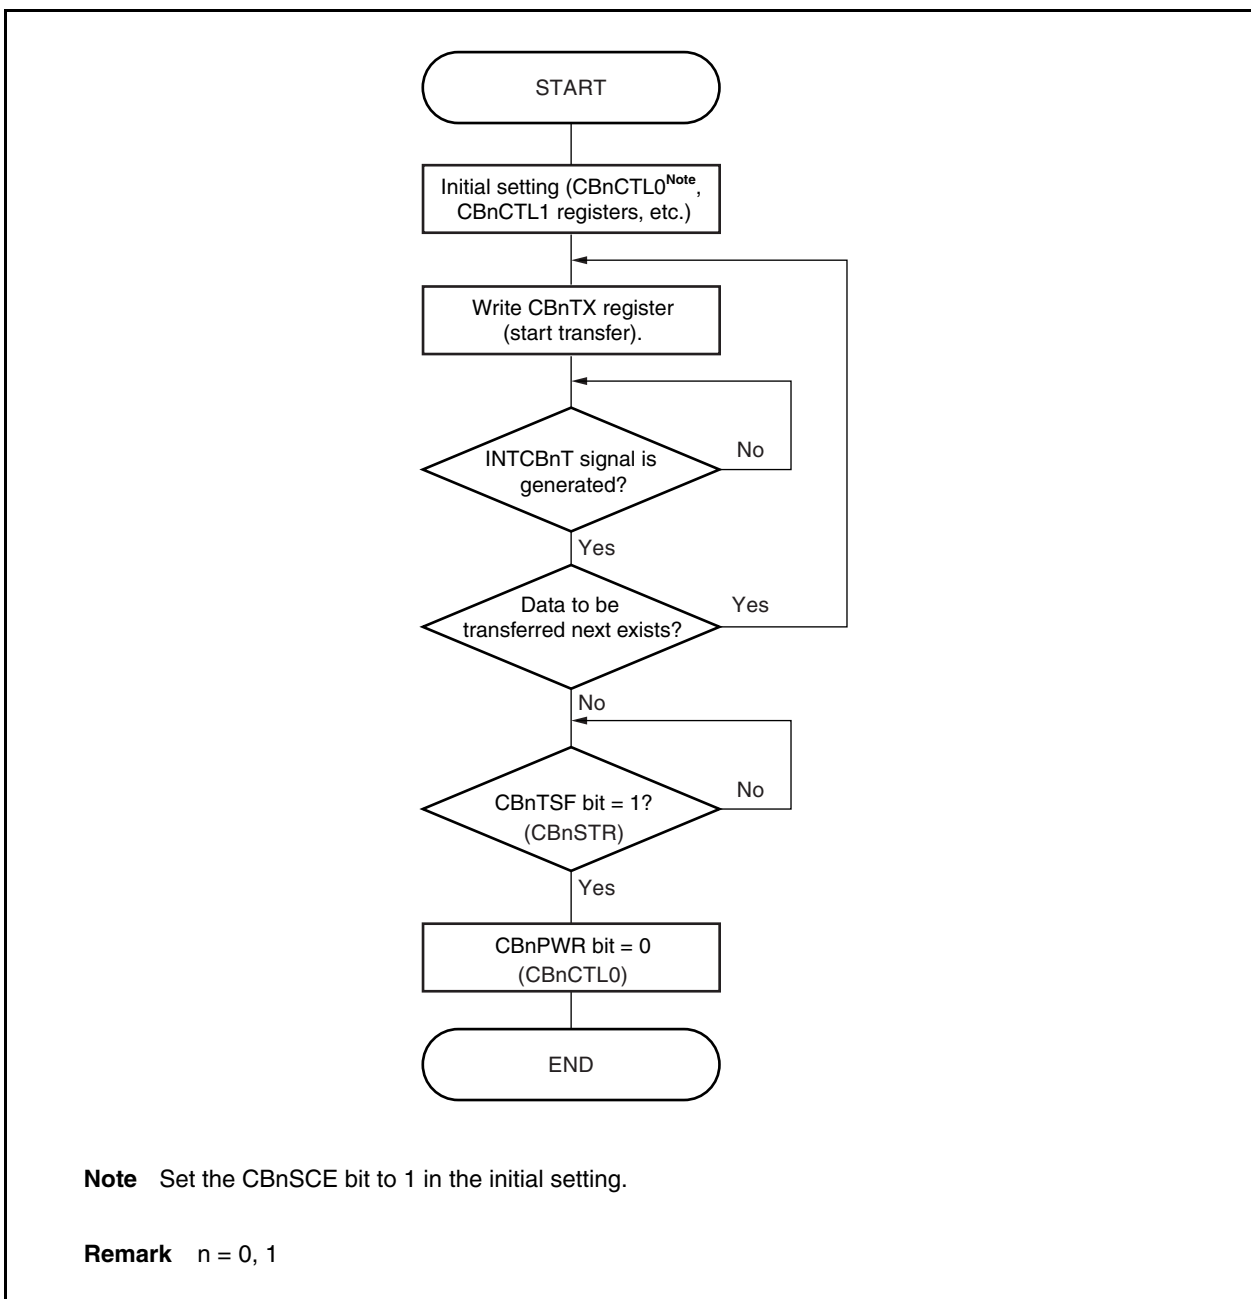 START
Initial setting (CBnCTL0Note,
CBnCTL1 registers, etc.)
Write CBnTX register
(start transfer).
INTCBnT signal is
generated?
No
Yes
Data to be
transferred next exists?
Yes
No
CBnTSF bit = 1?
(CBnSTR)
No
Yes
CBnPWR bit = 0
(CBnCTL0)
END
Note Set the CBnSCE bit to 1 in the initial setting.
Remark n = 0, 1